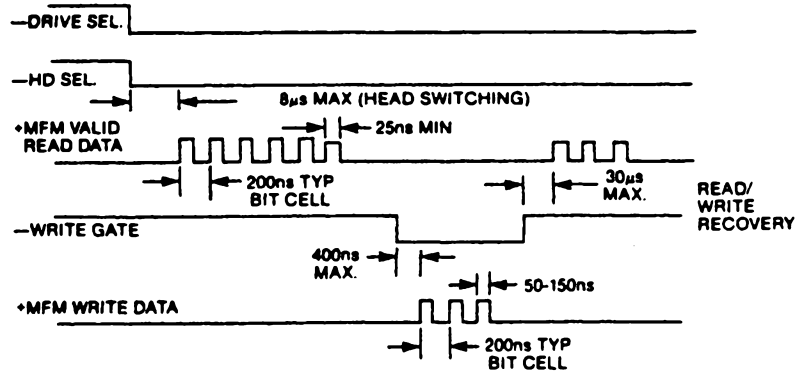 —DRIVE SEL.
—HD SEL.
8µs MAX (HEAD SWITCHING)
+MFM VALID
READ DATA
25ns MIN
200ns TYP
BIT CELL
30µs
MAX.
READ/
WRITE
RECOVERY
—WRITE GATE
400ns
MAX.
50-150ns
+MFM WRITE DATA
200ns TYP
BIT CELL